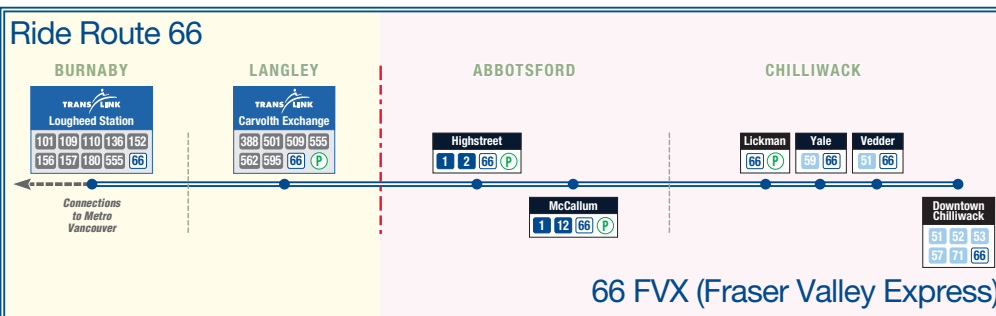 Ride Route 66
BURNABY
LANGLEY
ABBOTSFORD
CHILLIWACK
TRANSLINK
Lougheed Station
101 109 110 136 152
156 157 180 555 66
TRANSLINK
Carvolth Exchange
388 501 509 555
562 595 66 P
Highstreet
1 2 66 P
Lickman
66 P
Yale
59 66
Vedder
51 66
Connections
to Metro
Vancouver
McCallum
1 12 66 P
Downtown
Chilliwack
51 52 53
57 71 66
66 FVX (Fraser Valley Express)